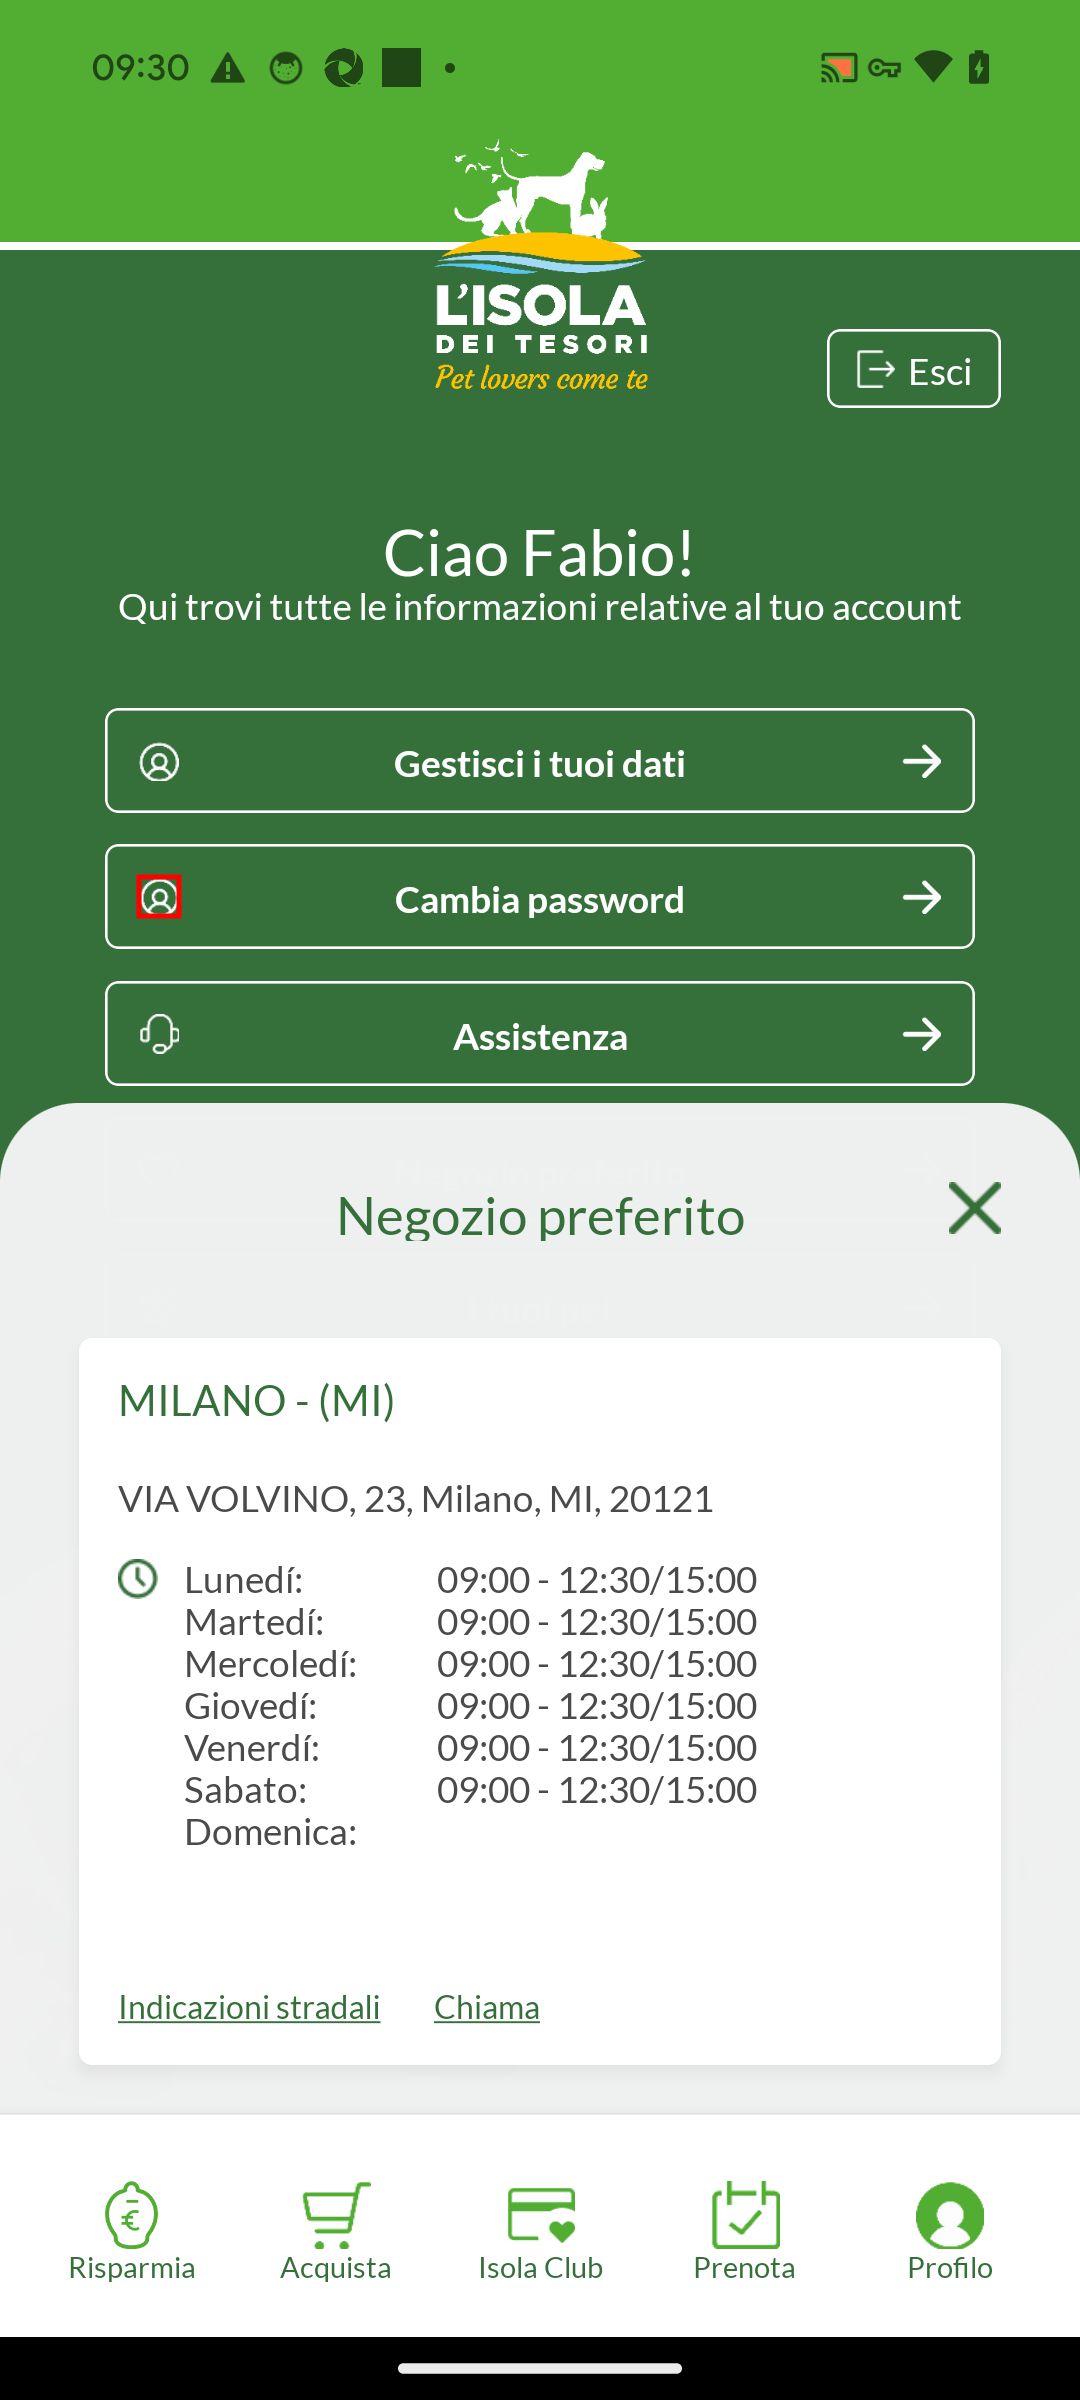 09:30
L'ISOLA
DEI TESORI
Pet lovers come te
Esci
Ciao Fabio!
Qui trovi tutte le informazioni relative al tuo account
Gestisci i tuoi dati
Cambia password
Assistenza
Negozio preferito
Negozio preferito
MILANO - (MI)
VIA VOLVINO, 23, Milano, MI, 20121
Lunedí: 09:00 - 12:30/15:00
Martedí: 09:00 - 12:30/15:00
Mercoledí: 09:00 - 12:30/15:00
Giovedí: 09:00 - 12:30/15:00
Venerdí: 09:00 - 12:30/15:00
Sabato: 09:00 - 12:30/15:00
Domenica:
Indicazioni stradali Chiama
Risparmia Acquista Isola Club Prenota Profilo